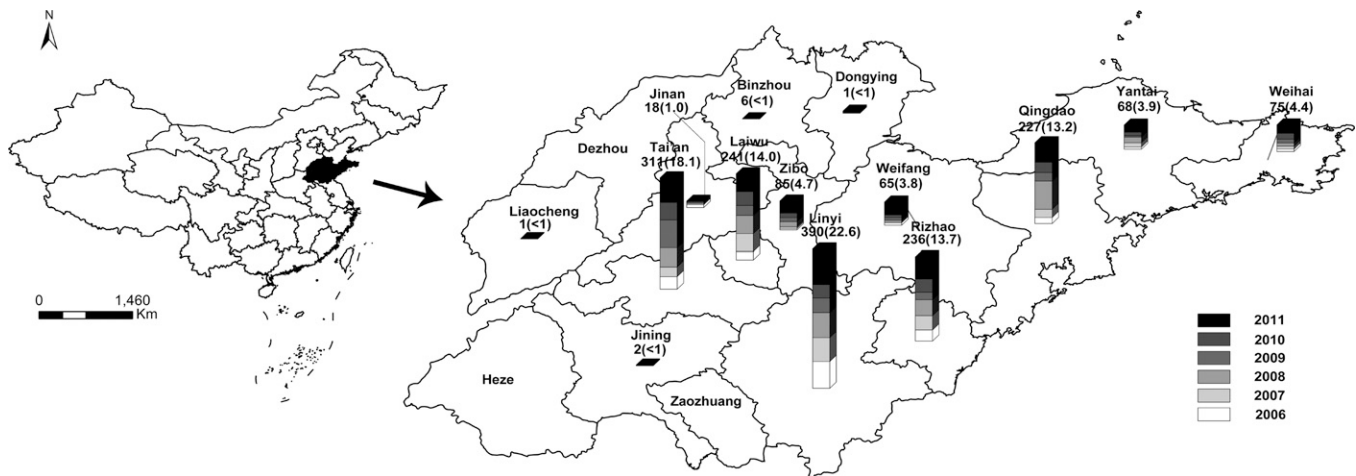 N
0
1,460
Km
Jinan
18(1.0)
Binzhou
6(<1)
Dongying
1(<1)
Dezhou
Tai'an
311(18.1)
Laiwu
241(14.0)
Zibo
85(4.7)
Weifang
65(3.8)
Qingdao
227(13.2)
Yantai
68(3.9)
Weihai
75(4.4)
Liaocheng
1(<1)
Linyi
390(22.6)
Rizhao
236(13.7)
Jining
2(<1)
Heze
Zaozhuang
2011
2010
2009
2008
2007
2006